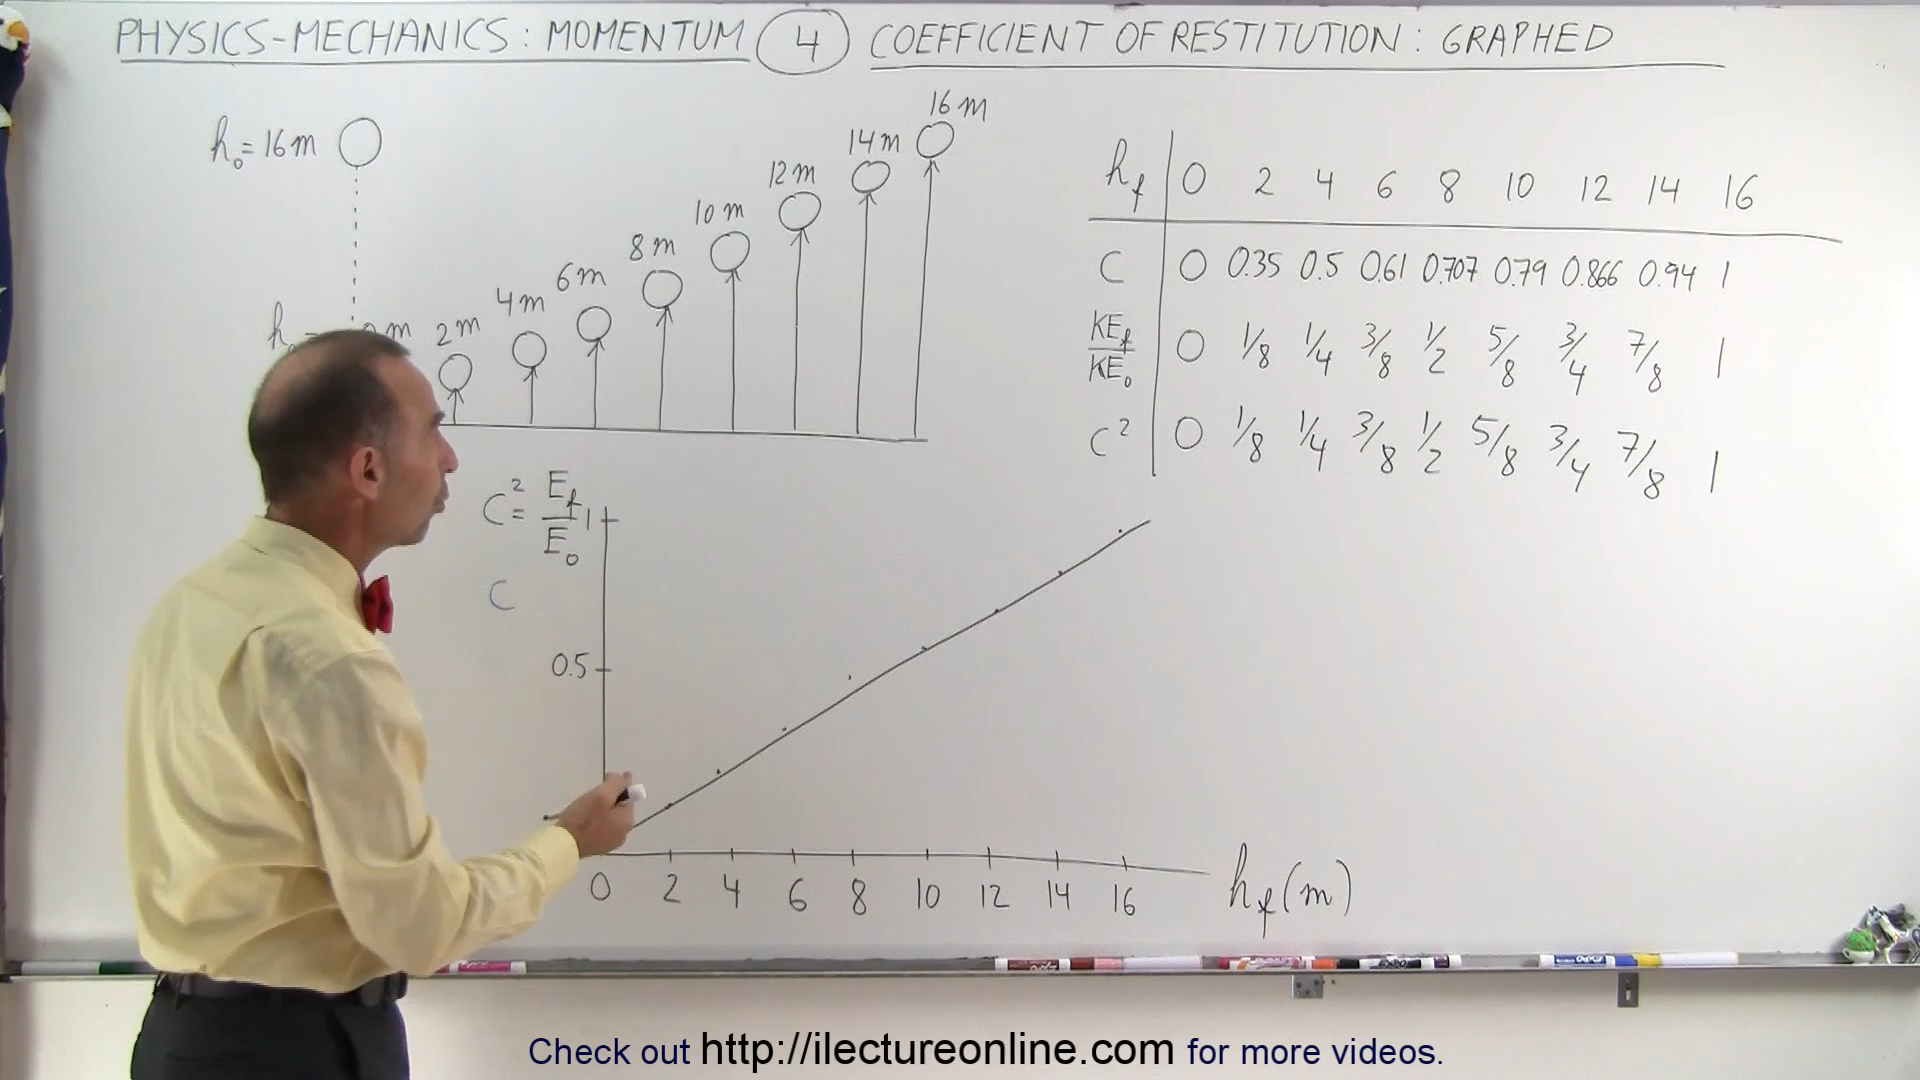 PHYSICS-MECHANICS: MOMENTUM 4 COEFFICIENT OF RESTITUTION: GRAPHED
h₀=16m
2m 4m 6m 8m 10m 12m 14m 16m
h_f 0 2 4 6 8 10 12 14 16
C 0 0.35 0.5 0.61 0.707 0.79 0.866 0.94 1
KE_f/KE₀ 0 1/8 1/4 3/8 1/2 5/8 3/4 7/8 1
C² 0 1/8 1/4 3/8 1/2 5/8 3/4 7/8 1
C²=E_f/E₀
1
C
0.5
0 2 4 6 8 10 12 14 16 h_f(m)
Check out http://ilectureonline.com for more videos.